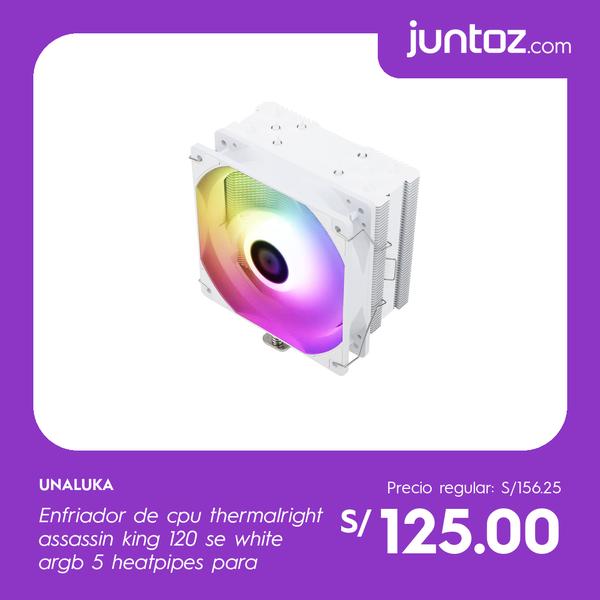 juntoz.com
UNALUKA
Enfriador de cpu thermalright
assassin king 120 se white
argb 5 heatpipes para
Precio regular: S/156.25
S/125.00